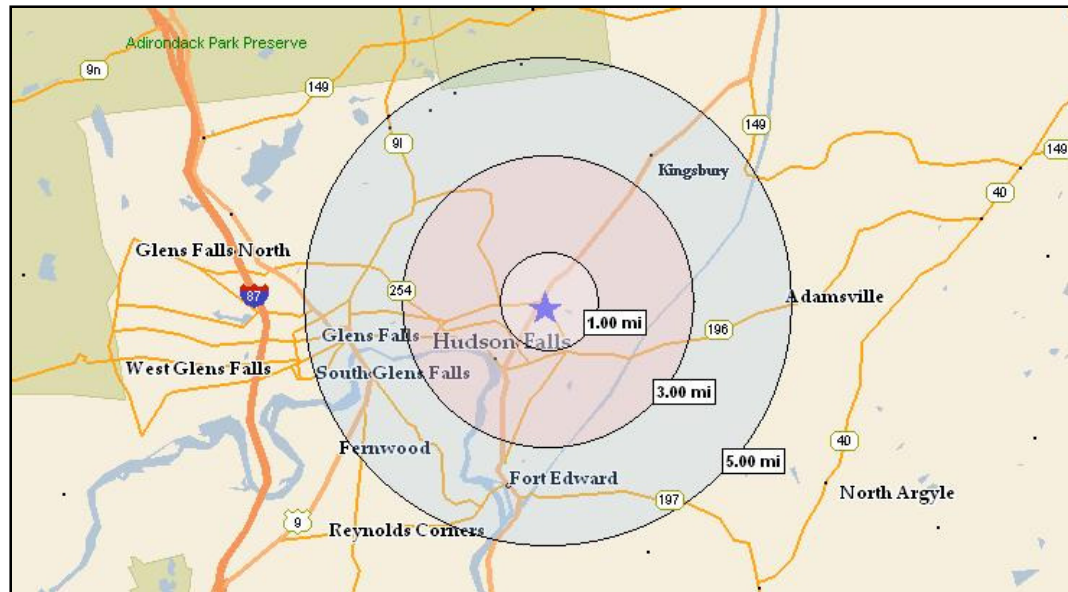 Adirondack Park Preserve
9n
149
149
9l
149
Kingsbury
40
Glens Falls North
254
87
Adamsville
1.00 mi
196
Glens Falls
Hudson Falls
West Glens Falls
South Glens Falls
3.00 mi
Fernwood
40
5.00 mi
Fort Edward
197
North Argyle
9
Reynolds Corners